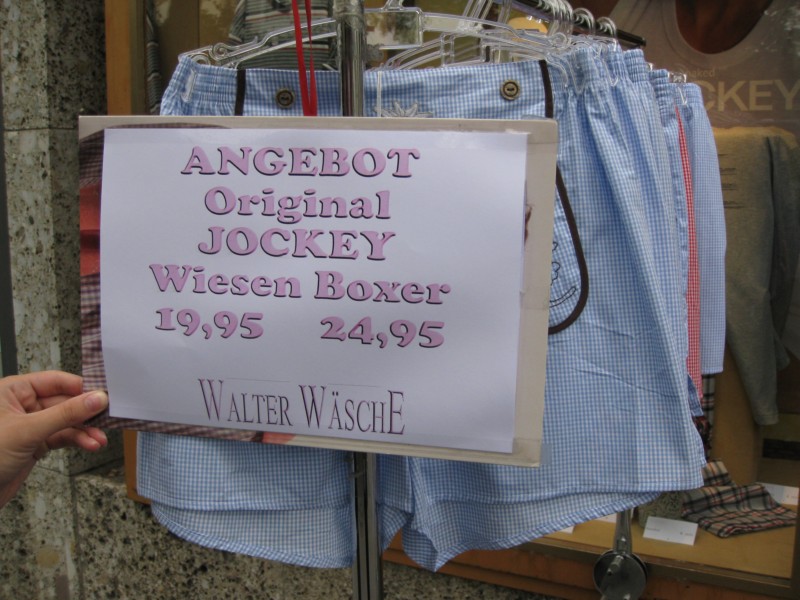 ANGEBOT
Original
JOCKEY
Wiesen Boxer
19,95 24,95
WALTER WÄSCHE
CKEY